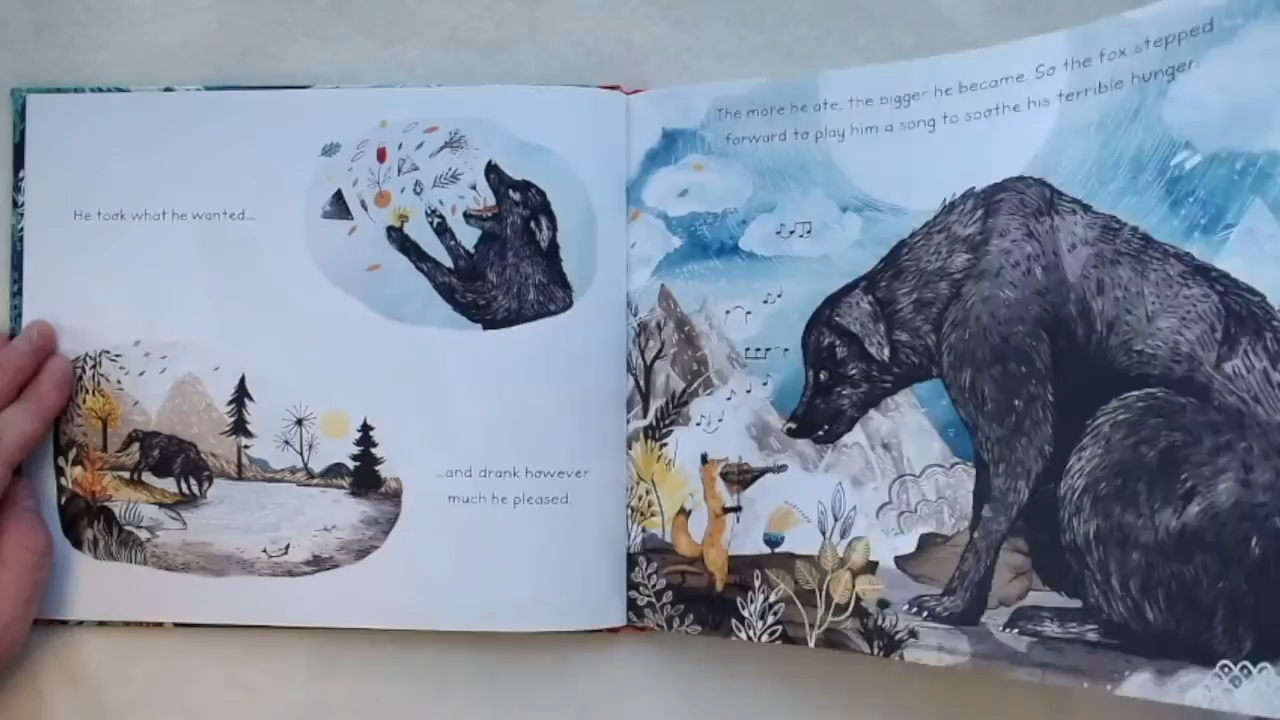 He took what he wanted...
...and drank however
much he pleased.
The more he ate, the bigger he became. So the fox stepped
forward to play him a song to soothe his terrible hunger.